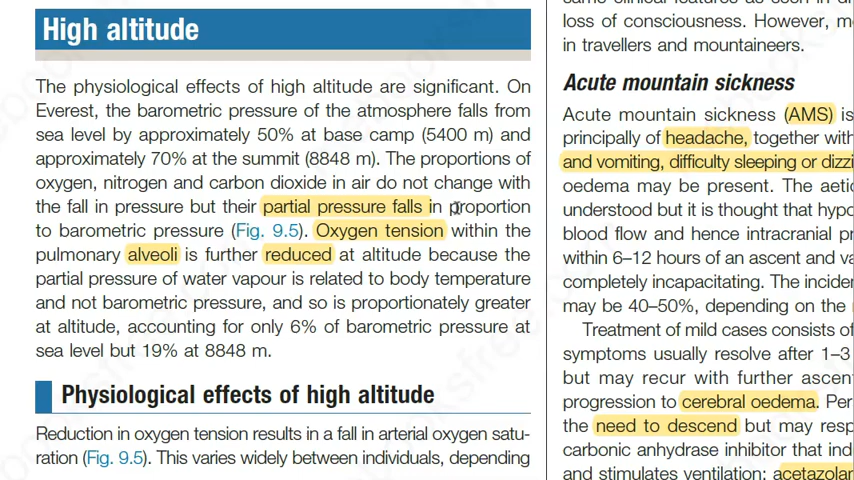 High altitude
The physiological effects of high altitude are significant. On
Everest, the barometric pressure of the atmosphere falls from
sea level by approximately 50% at base camp (5400 m) and
approximately 70% at the summit (8848 m). The proportions of
oxygen, nitrogen and carbon dioxide in air do not change with
the fall in pressure but their partial pressure falls in proportion
to barometric pressure (Fig. 9.5). Oxygen tension within the
pulmonary alveoli is further reduced at altitude because the
partial pressure of water vapour is related to body temperature
and not barometric pressure, and so is proportionately greater
at altitude, accounting for only 6% of barometric pressure at
sea level but 19% at 8848 m.
Physiological effects of high altitude
Reduction in oxygen tension results in a fall in arterial oxygen satu-
ration (Fig. 9.5). This varies widely between individuals, depending
loss of consciousness. However,
in travellers and mountaineers.
Acute mountain sickness
Acute mountain sickness (AMS) is
principally of headache, together with
and vomiting, difficulty sleeping or
oedema may be present. The
understood but it is thought that
blood flow and hence intracranial
within 6–12 hours of an ascent and
completely incapacitating. The
may be 40–50%, depending on the
Treatment of mild cases consists of
symptoms usually resolve after 1–3
but may recur with further ascent
progression to cerebral oedema.
the need to descend but may
carbonic anhydrase inhibitor that
and stimulates ventilation;